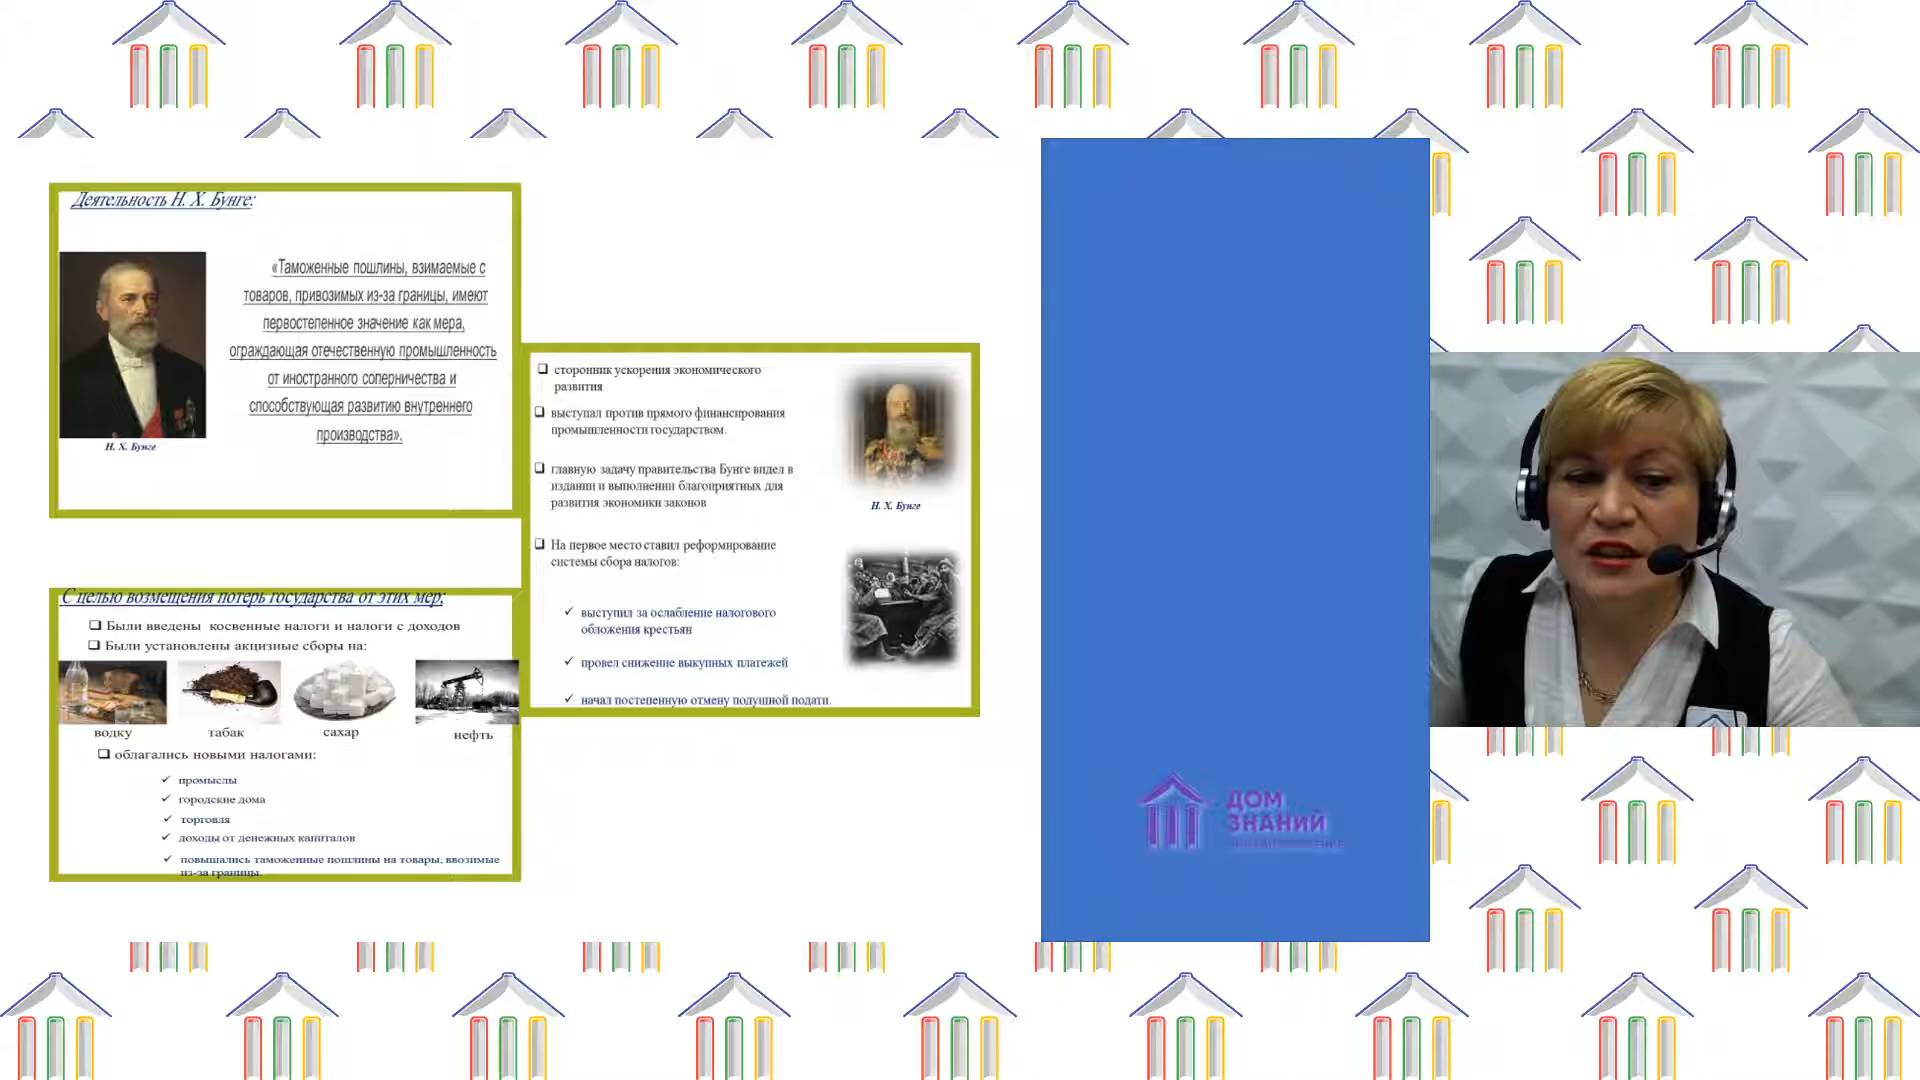 Деятельность Н. Х. Бунге:
«Таможенные пошлины, взимаемые с
товаров, привозимых из-за границы, имеют
первостепенное значение как мера,
ограждающая отечественную промышленность
от иностранного соперничества и
способствующая развитию внутреннего
производства».
Н. Х. Бунге
сторонник ускорения экономического
развития
выступал против прямого финансирования
промышленности государством.
главную задачу правительства Бунге видел в
издании и выполнении благоприятных для
развития экономики законов
Н. Х. Бунге
На первое место ставил реформирование
системы сбора налогов:
выступил за ослабление налогового
обложения крестьян
провел снижение выкупных платежей
начал постепенную отмену подушной подати.
С целью возмещения потерь государства от этих мер:
Были введены косвенные налоги и налоги с доходов
Были установлены акцизные сборы на:
водку
табак
сахар
нефть
облагались новыми налогами:
промыслы
городские дома
торговля
доходы от денежных капиталов
повышались таможенные пошлины на товары, ввозимые
из-за границы.
ДОМ
ЗНАНИЙ